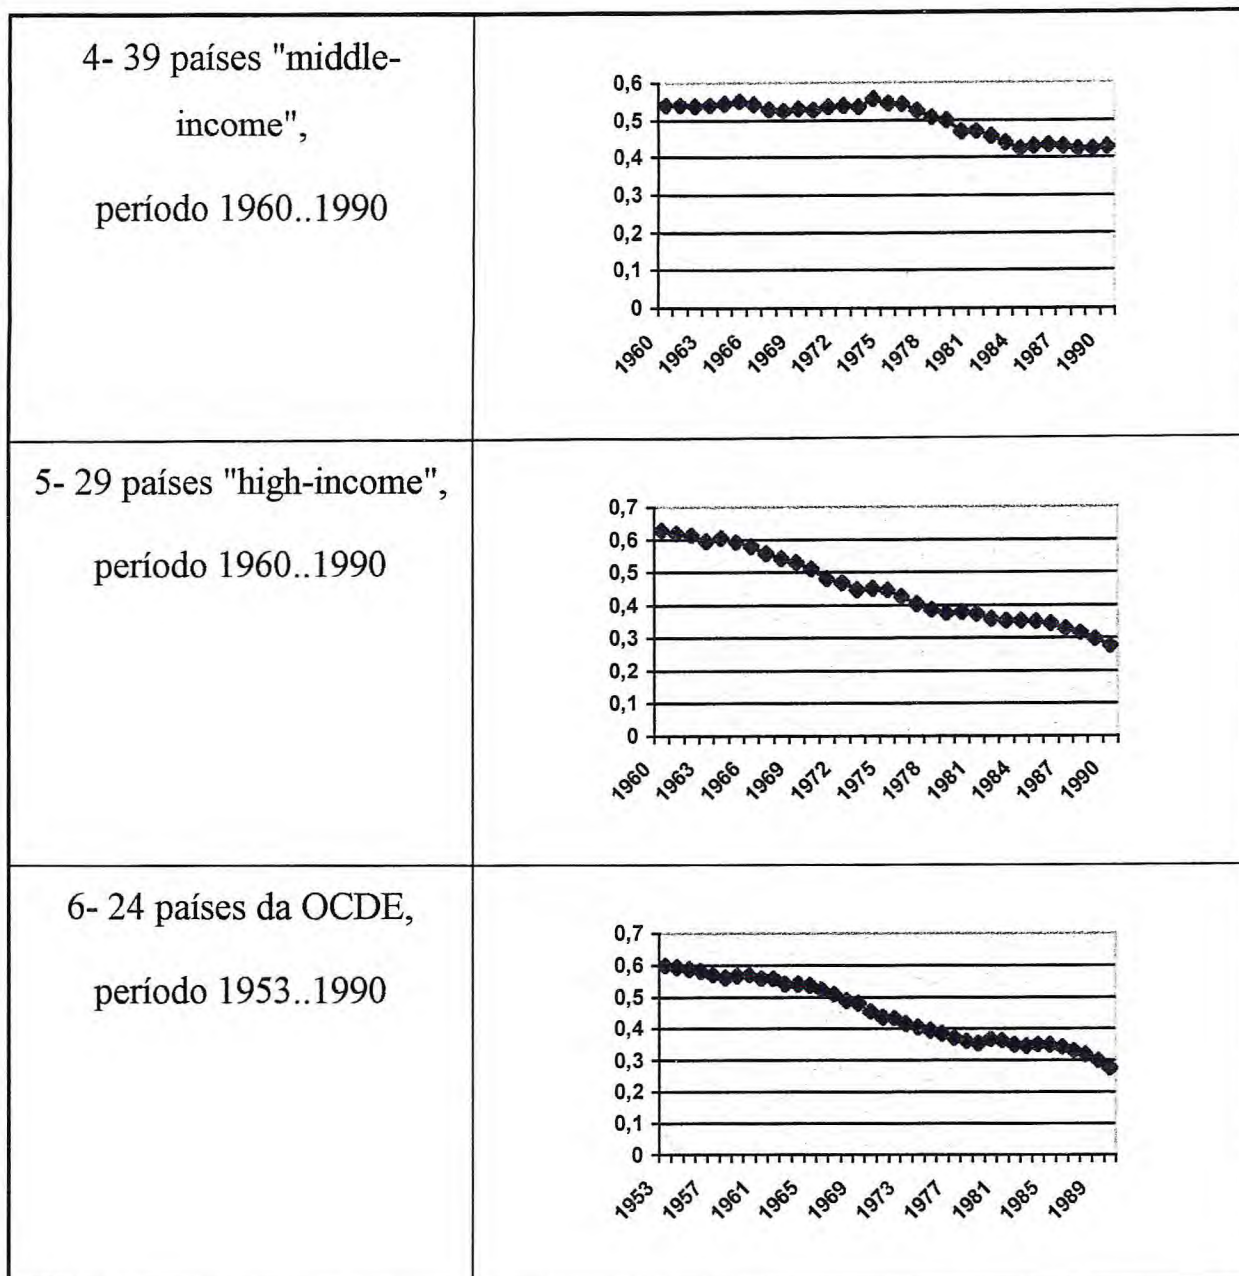 4- 39 países "middle-
income",
período 1960..1990
0,6
0,5
0,4
0,3
0,2
0,1
0
1960 1963 1966 1969 1972 1975 1978 1981 1984 1987 1990
5- 29 países "high-income",
período 1960..1990
0,7
0,6
0,5
0,4
0,3
0,2
0,1
0
1960 1963 1966 1969 1972 1975 1978 1981 1984 1987 1990
6- 24 países da OCDE,
período 1953..1990
0,7
0,6
0,5
0,4
0,3
0,2
0,1
0
1953 1957 1961 1965 1969 1973 1977 1981 1985 1989